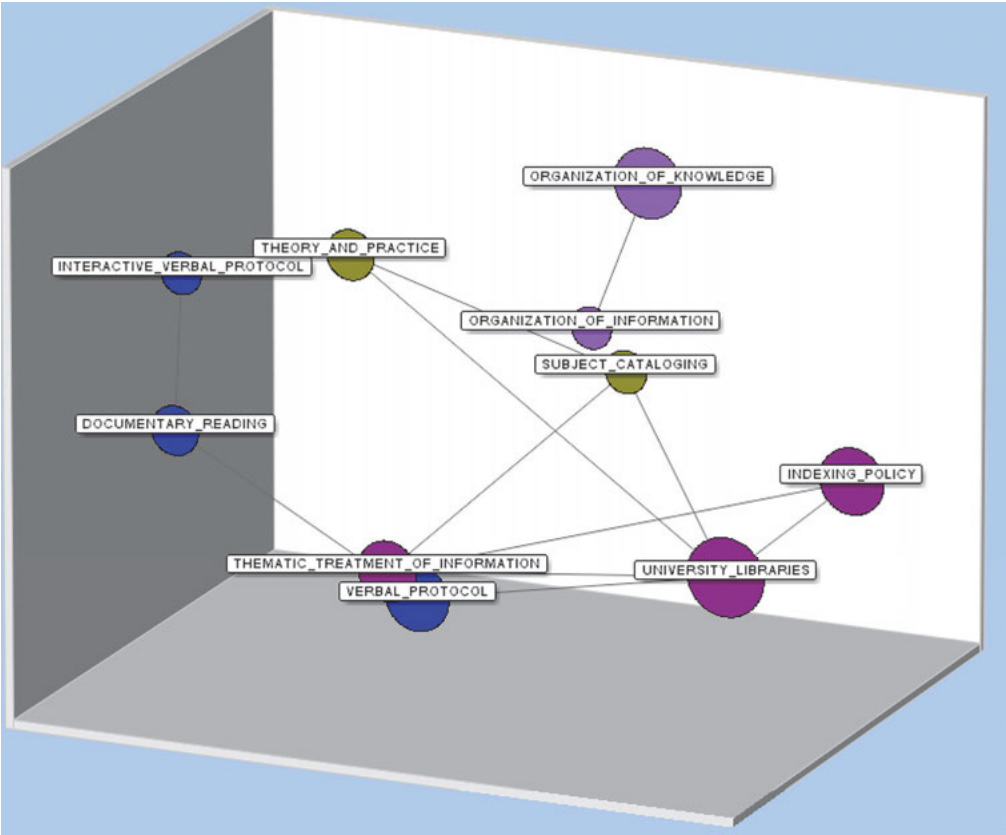 ORGANIZATION_OF_KNOWLEDGE
THEORY_AND_PRACTICE
INTERACTIVE_VERBAL_PROTOCOL
ORGANIZATION_OF_INFORMATION
SUBJECT_CATALOGING
DOCUMENTARY_READING
INDEXING_POLICY
THEMATIC_TREATMENT_OF_INFORMATION
UNIVERSITY_LIBRARIES
VERBAL_PROTOCOL